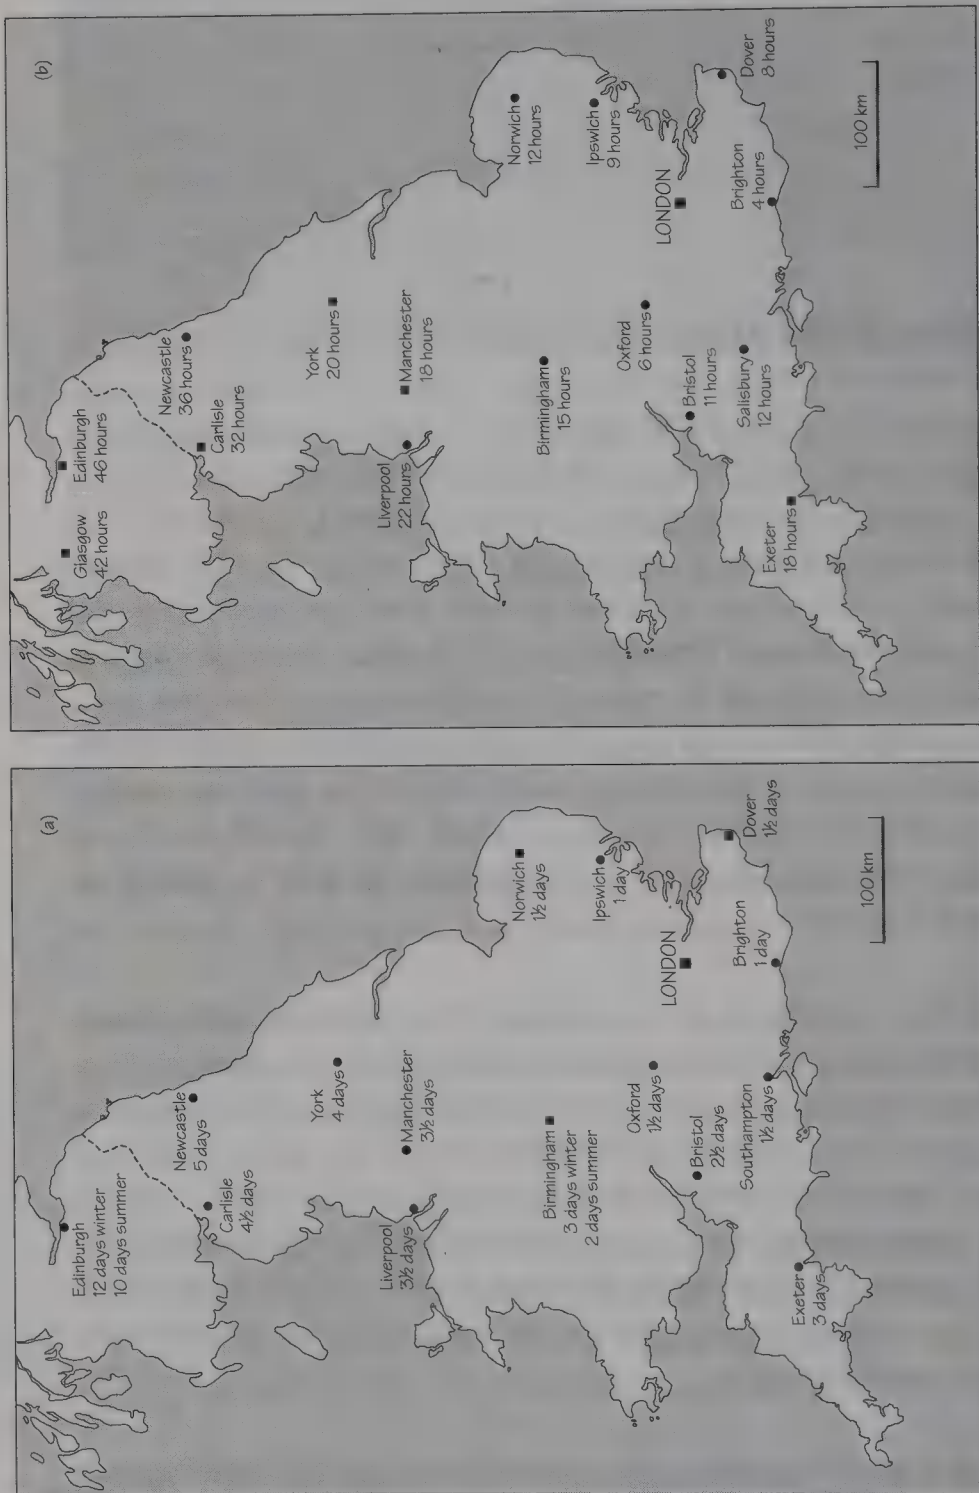 (a)
Edinburgh
12 days winter
10 days summer
Newcastle
5 days
Carlisle
4½ days
York
4 days
Manchester
3½ days
Liverpool
3½ days
Norwich
1½ days
Birmingham
3 days winter
2 days summer
Ipswich
1 day
Oxford
1½ days
LONDON
Bristol
2½ days
Dover
1½ days
Southampton
1½ days
Brighton
1 day
Exeter
3 days
100 km
(b)
Glasgow
42 hours
Edinburgh
46 hours
Newcastle
36 hours
Carlisle
32 hours
York
20 hours
Manchester
18 hours
Liverpool
22 hours
Norwich
12 hours
Birmingham
15 hours
Ipswich
9 hours
Oxford
6 hours
LONDON
Bristol
11 hours
Dover
8 hours
Salisbury
12 hours
Brighton
4 hours
Exeter
18 hours
100 km